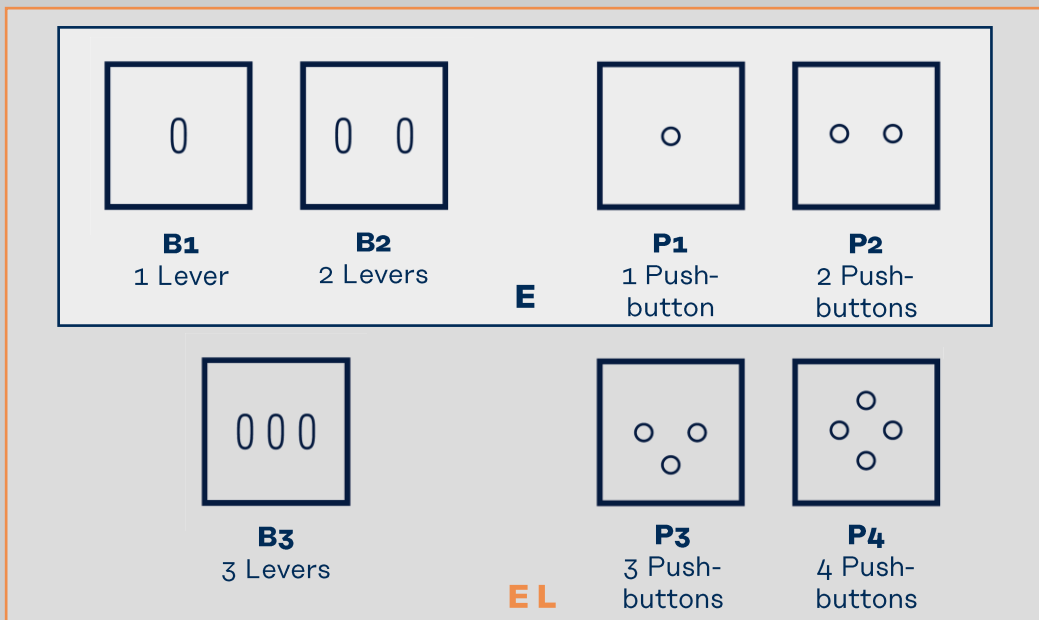 B1
1 Lever
B2
2 Levers
P1
1 Push-
button
P2
2 Push-
buttons
E
B3
3 Levers
P3
3 Push-
buttons
P4
4 Push-
buttons
EL